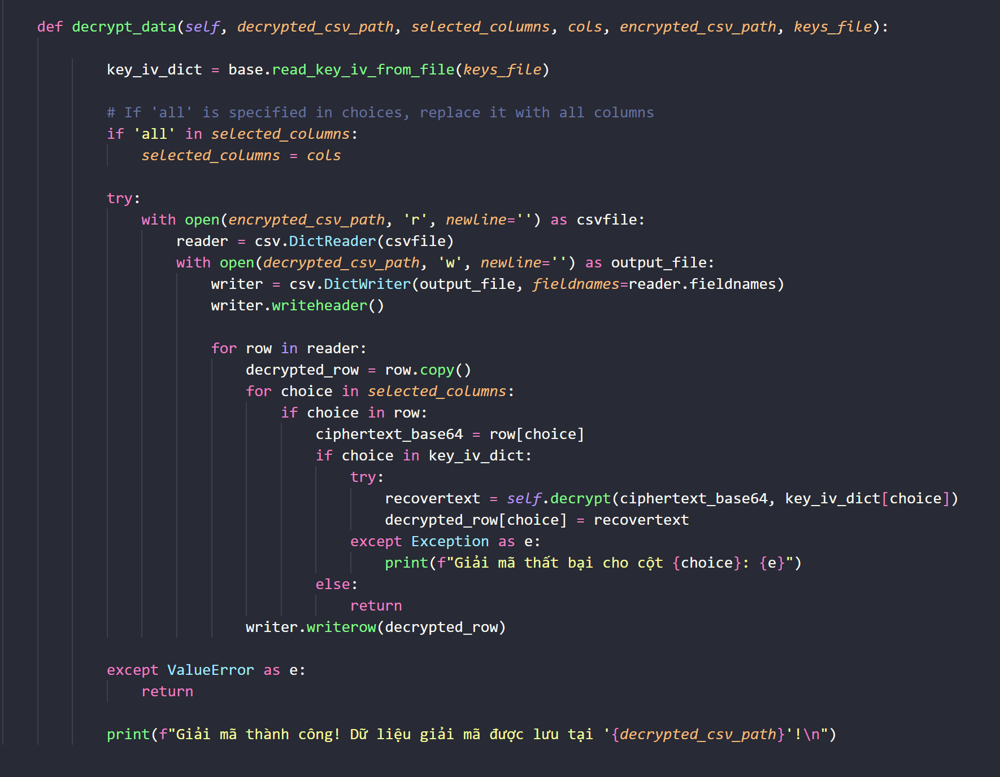 def decrypt_data(self, decrypted_csv_path, selected_columns, cols, encrypted_csv_path, keys_file):
key_iv_dict = base.read_key_iv_from_file(keys_file)
# If 'all' is specified in choices, replace it with all columns
if 'all' in selected_columns:
selected_columns = cols
try:
with open(encrypted_csv_path, 'r', newline='') as csvfile:
reader = csv.DictReader(csvfile)
with open(decrypted_csv_path, 'w', newline='') as output_file:
writer = csv.DictWriter(output_file, fieldnames=reader.fieldnames)
writer.writeheader()
for row in reader:
decrypted_row = row.copy()
for choice in selected_columns:
if choice in row:
ciphertext_base64 = row[choice]
if choice in key_iv_dict:
try:
recovertext = self.decrypt(ciphertext_base64, key_iv_dict[choice])
decrypted_row[choice] = recovertext
except Exception as e:
print(f"Giải mã thất bại cho cột {choice}: {e}")
else:
return
writer.writerow(decrypted_row)
except ValueError as e:
return
print(f"Giải mã thành công! Dữ liệu giải mã được lưu tại '{decrypted_csv_path}'!\n")